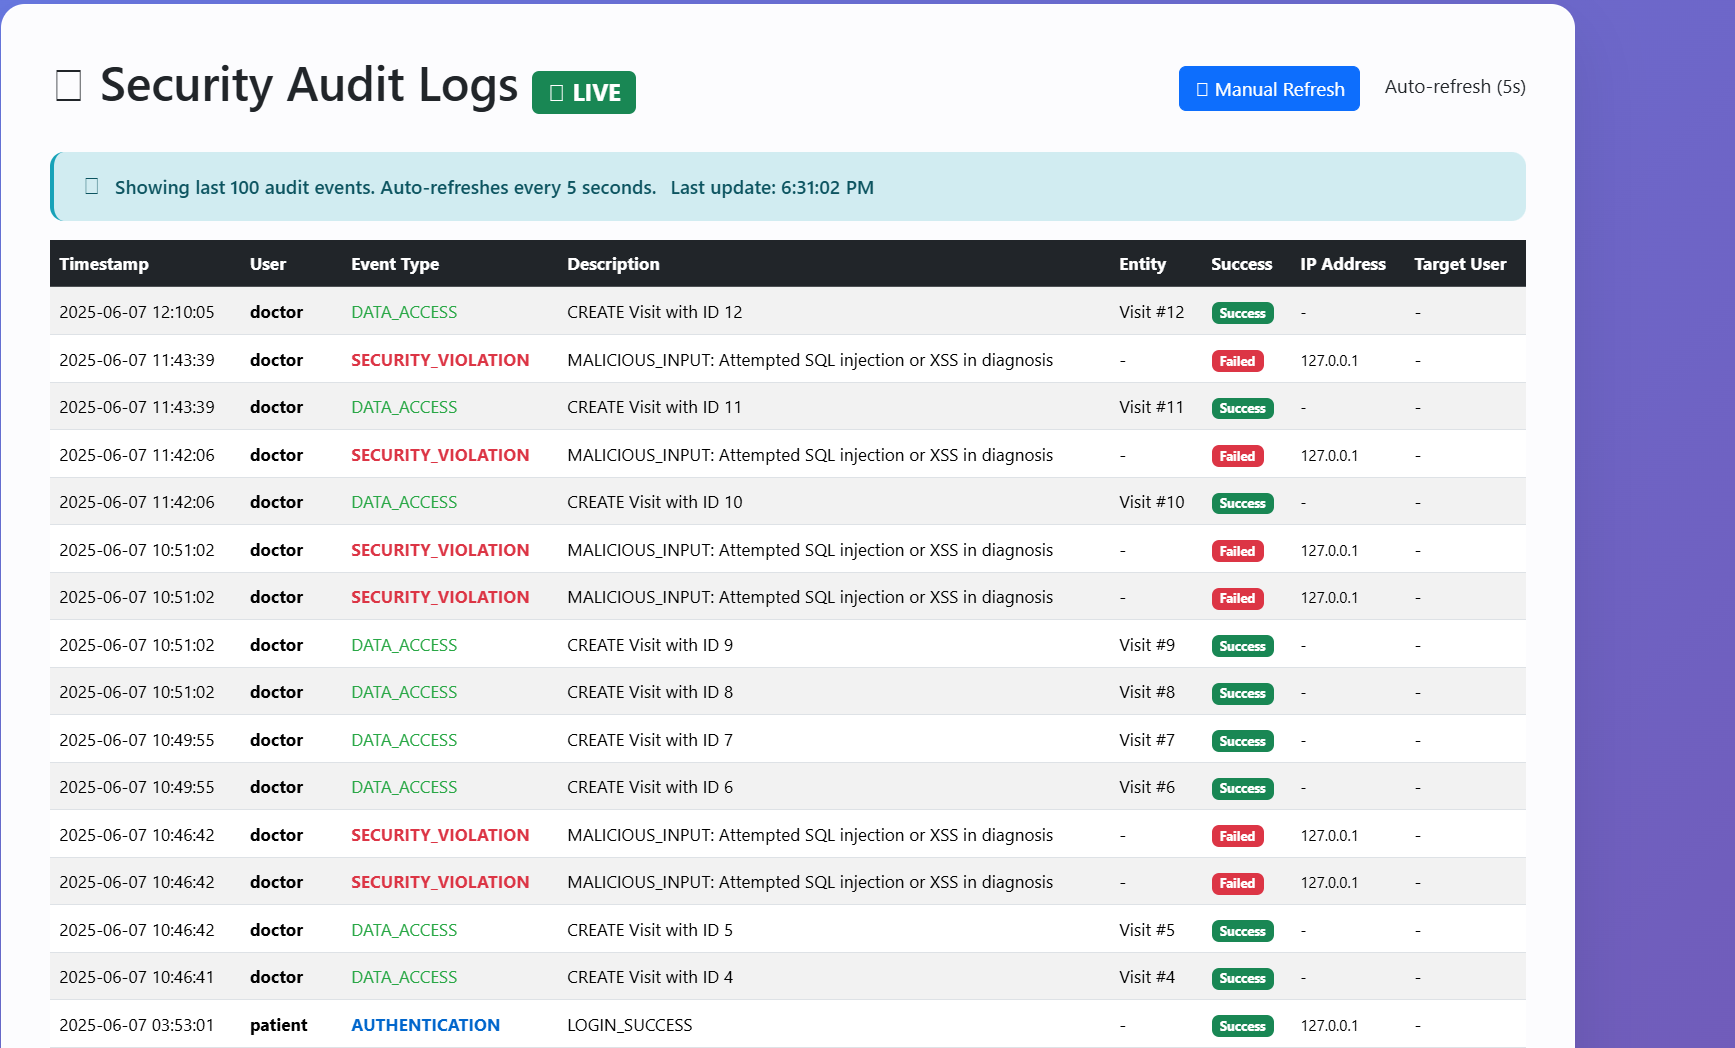 Security Audit Logs LIVE
Manual Refresh Auto-refresh (5s)
Showing last 100 audit events. Auto-refreshes every 5 seconds. Last update: 6:31:02 PM
Timestamp User Event Type Description Entity Success IP Address Target User
2025-06-07 12:10:05 doctor DATA_ACCESS CREATE Visit with ID 12 Visit #12 Success - -
2025-06-07 11:43:39 doctor SECURITY_VIOLATION MALICIOUS_INPUT: Attempted SQL injection or XSS in diagnosis - Failed 127.0.0.1 -
2025-06-07 11:43:39 doctor DATA_ACCESS CREATE Visit with ID 11 Visit #11 Success - -
2025-06-07 11:42:06 doctor SECURITY_VIOLATION MALICIOUS_INPUT: Attempted SQL injection or XSS in diagnosis - Failed 127.0.0.1 -
2025-06-07 11:42:06 doctor DATA_ACCESS CREATE Visit with ID 10 Visit #10 Success - -
2025-06-07 10:51:02 doctor SECURITY_VIOLATION MALICIOUS_INPUT: Attempted SQL injection or XSS in diagnosis - Failed 127.0.0.1 -
2025-06-07 10:51:02 doctor SECURITY_VIOLATION MALICIOUS_INPUT: Attempted SQL injection or XSS in diagnosis - Failed 127.0.0.1 -
2025-06-07 10:51:02 doctor DATA_ACCESS CREATE Visit with ID 9 Visit #9 Success - -
2025-06-07 10:51:02 doctor DATA_ACCESS CREATE Visit with ID 8 Visit #8 Success - -
2025-06-07 10:49:55 doctor DATA_ACCESS CREATE Visit with ID 7 Visit #7 Success - -
2025-06-07 10:49:55 doctor DATA_ACCESS CREATE Visit with ID 6 Visit #6 Success - -
2025-06-07 10:46:42 doctor SECURITY_VIOLATION MALICIOUS_INPUT: Attempted SQL injection or XSS in diagnosis - Failed 127.0.0.1 -
2025-06-07 10:46:42 doctor SECURITY_VIOLATION MALICIOUS_INPUT: Attempted SQL injection or XSS in diagnosis - Failed 127.0.0.1 -
2025-06-07 10:46:42 doctor DATA_ACCESS CREATE Visit with ID 5 Visit #5 Success - -
2025-06-07 10:46:41 doctor DATA_ACCESS CREATE Visit with ID 4 Visit #4 Success - -
2025-06-07 03:53:01 patient AUTHENTICATION LOGIN_SUCCESS - Success 127.0.0.1 -